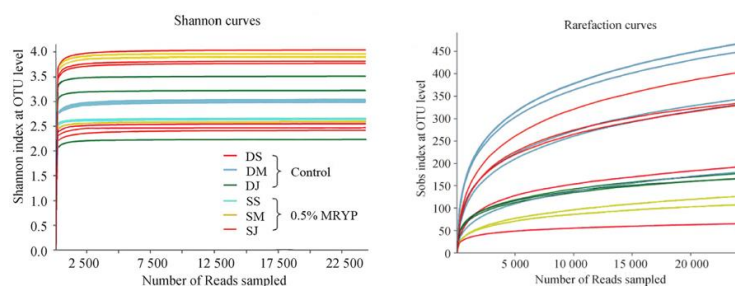 Shannon curves
Shannon index at OTU level
4.0
3.5
3.0
2.5
2.0
1.5
1.0
0.5
0.0
DS
DM
DJ
Control
SS
SM
SJ
0.5% MRYP
2 500
7 500
12 500
17 500
22 500
Number of Reads sampled
Rarefaction curves
Sobs index at OTU level
450
400
350
300
250
200
150
100
50
0
5 000
10 000
15 000
20 000
Number of Reads sampled